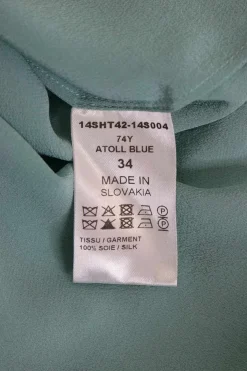 14SHT42-14S004
74Y
ATOLL BLUE
34
MADE IN
SLOVAKIA
TISSU / GARMENT
100% SOIE / SILK